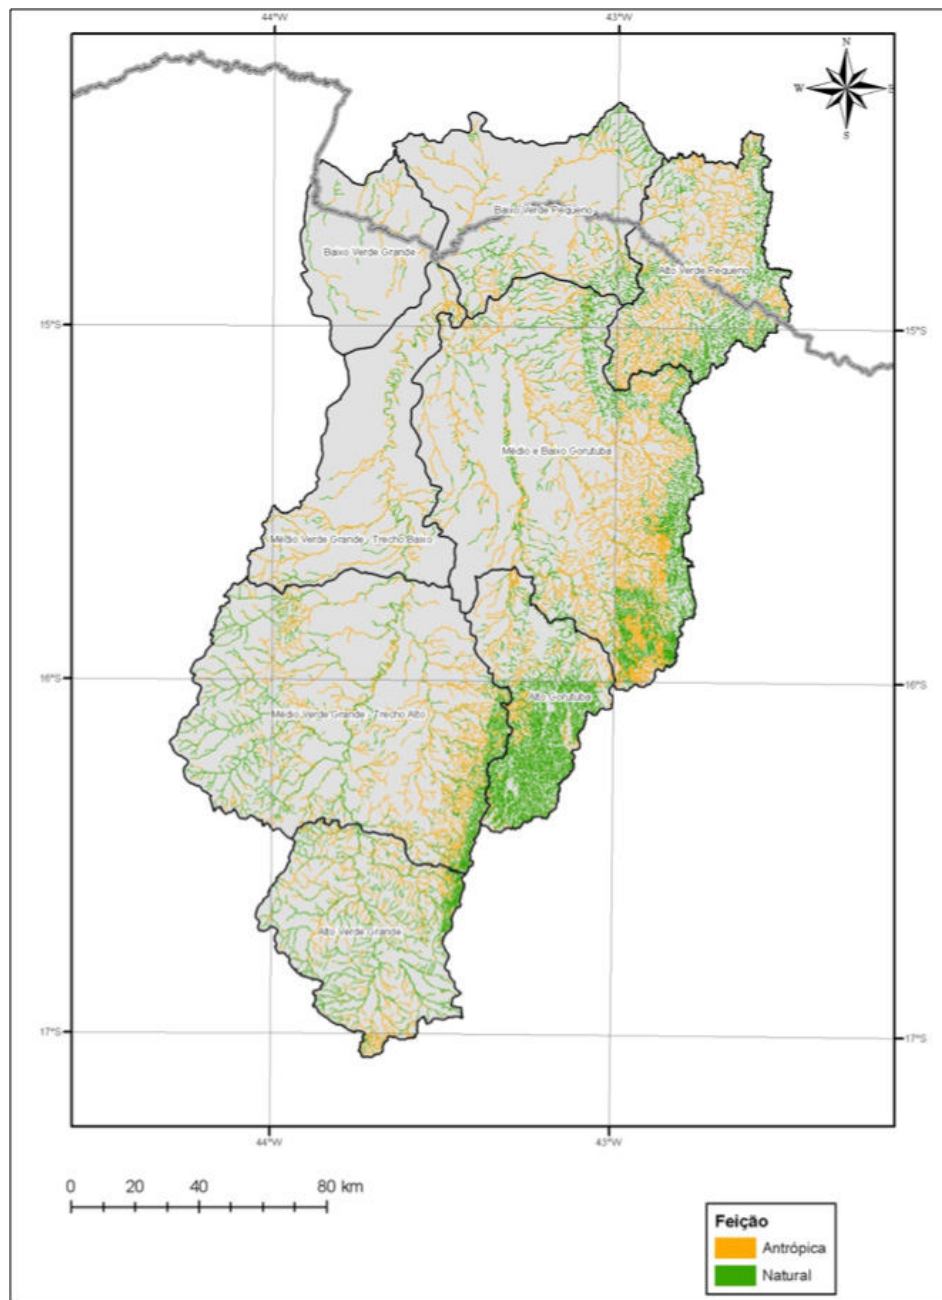 44°W 43°W
N
W E
S
Baixo Verde Pequeno
Baixo Verde Grande
Alto Verde Pequeno
15°S 15°S
Médio e Baixo Gorutuba
Médio Verde Grande - Trecho Baixo
16°S 16°S
Alto Gorutuba
Médio Verde Grande - Trecho Alto
Alto Verde Grande
17°S 17°S
44°W 43°W
0 20 40 80 km
Feição
Antrópica
Natural